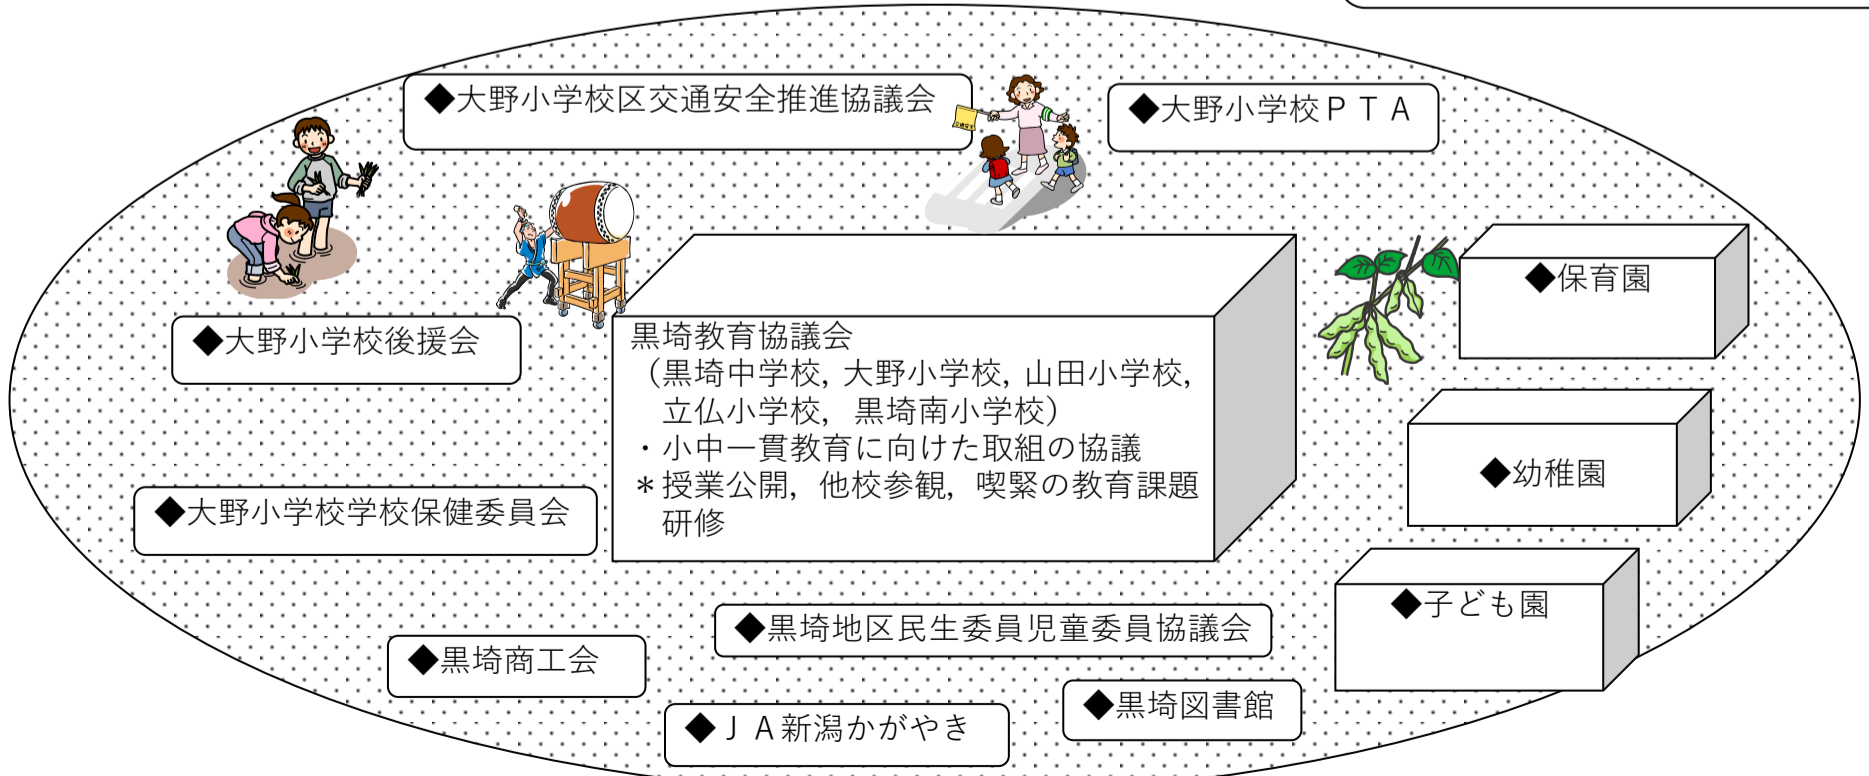 ◆大野小学校区交通安全推進協議会
◆大野小学校ＰＴＡ
◆保育園
◆大野小学校後援会
黒埼教育協議会
（黒埼中学校，大野小学校，山田小学校，
立仏小学校，黒埼南小学校）
・小中一貫教育に向けた取組の協議
＊授業公開，他校参観，喫緊の教育課題
研修
◆幼稚園
◆大野小学校学校保健委員会
◆子ども園
◆黒埼地区民生委員児童委員協議会
◆黒埼商工会
◆黒埼図書館
◆ＪＡ新潟かがやき